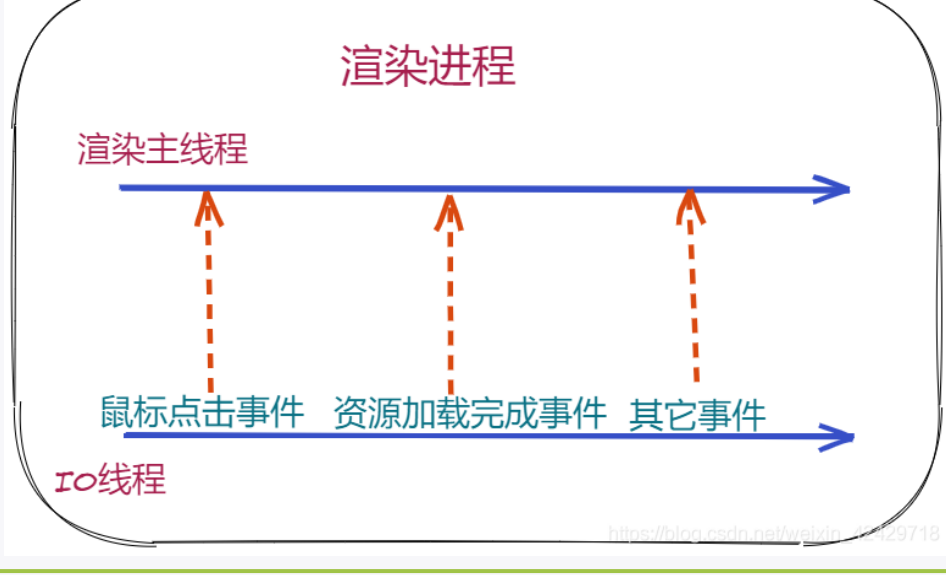 渲染进程
渲染主线程
鼠标点击事件 资源加载完成事件 其它事件
IO线程
https://blog.csdn.net/weixin_42429718